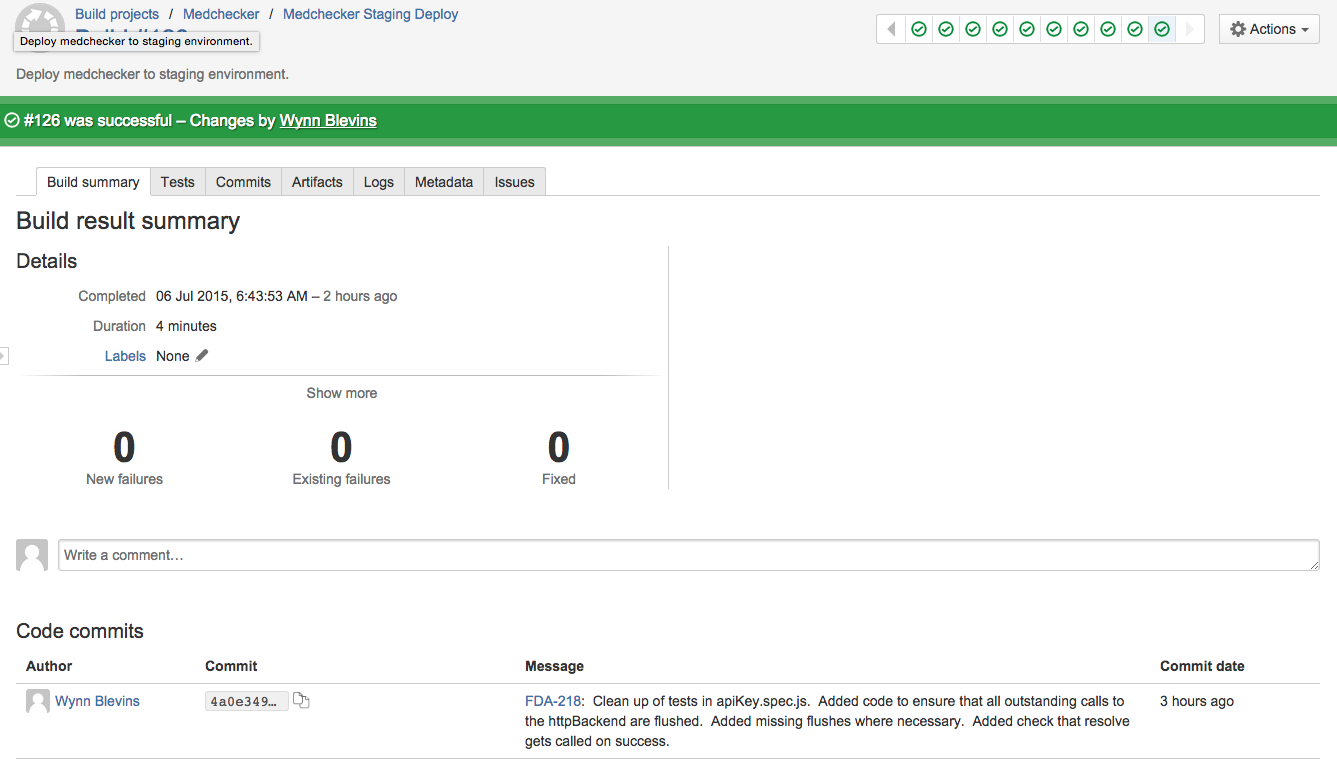 Build projects / Medchecker / Medchecker Staging Deploy
Deploy medchecker to staging environment.
Actions
Deploy medchecker to staging environment.
#126 was successful – Changes by Wynn Blevins
Build summary Tests Commits Artifacts Logs Metadata Issues
Build result summary
Details
Completed 06 Jul 2015, 6:43:53 AM – 2 hours ago
Duration 4 minutes
Labels None
Show more
0 0 0
New failures Existing failures Fixed
Write a comment…
Code commits
Author Commit Message Commit date
Wynn Blevins 4a0e349… FDA-218: Clean up of tests in apiKey.spec.js. Added code to ensure that all outstanding calls to 3 hours ago
the httpBackend are flushed. Added missing flushes where necessary. Added check that resolve
gets called on success.